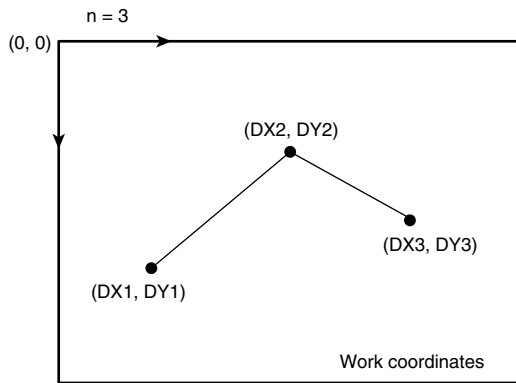 n = 3
(0, 0)
(DX2, DY2)
(DX3, DY3)
(DX1, DY1)
Work coordinates